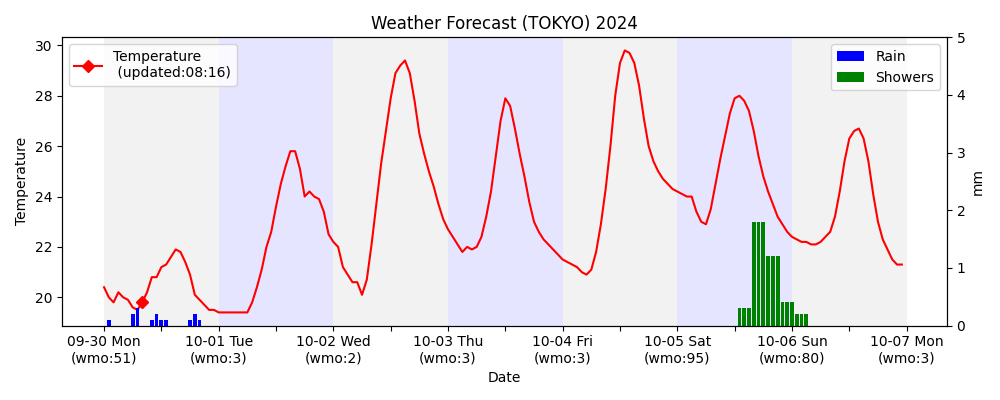 Weather Forecast (TOKYO) 2024
Temperature
(updated:08:16)
Rain
Showers
Temperature
30
28
26
24
22
20
5
4
3
2
1
0
mm
09-30 Mon
(wmo:51)
10-01 Tue
(wmo:3)
10-02 Wed
(wmo:2)
10-03 Thu
(wmo:3)
10-04 Fri
(wmo:3)
10-05 Sat
(wmo:95)
10-06 Sun
(wmo:80)
10-07 Mon
(wmo:3)
Date